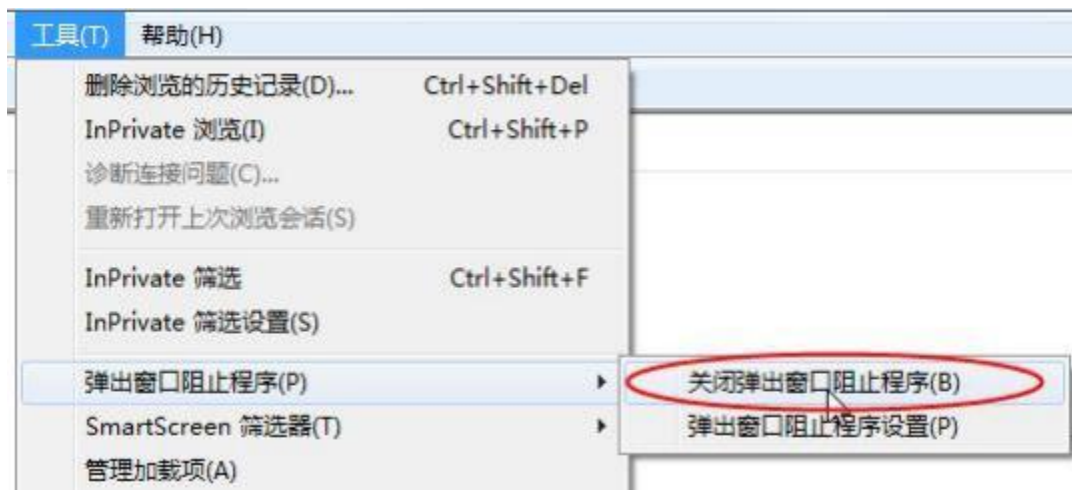 工具(T) 帮助(H)
删除浏览的历史记录(D)... Ctrl+Shift+Del
InPrivate 浏览(I) Ctrl+Shift+P
诊断连接问题(C)...
重新打开上次浏览会话(S)
InPrivate 筛选 Ctrl+Shift+F
InPrivate 筛选设置(S)
弹出窗口阻止程序(P) 关闭弹出窗口阻止程序(B)
SmartScreen 筛选器(T) 弹出窗口阻止程序设置(P)
管理加载项(A)